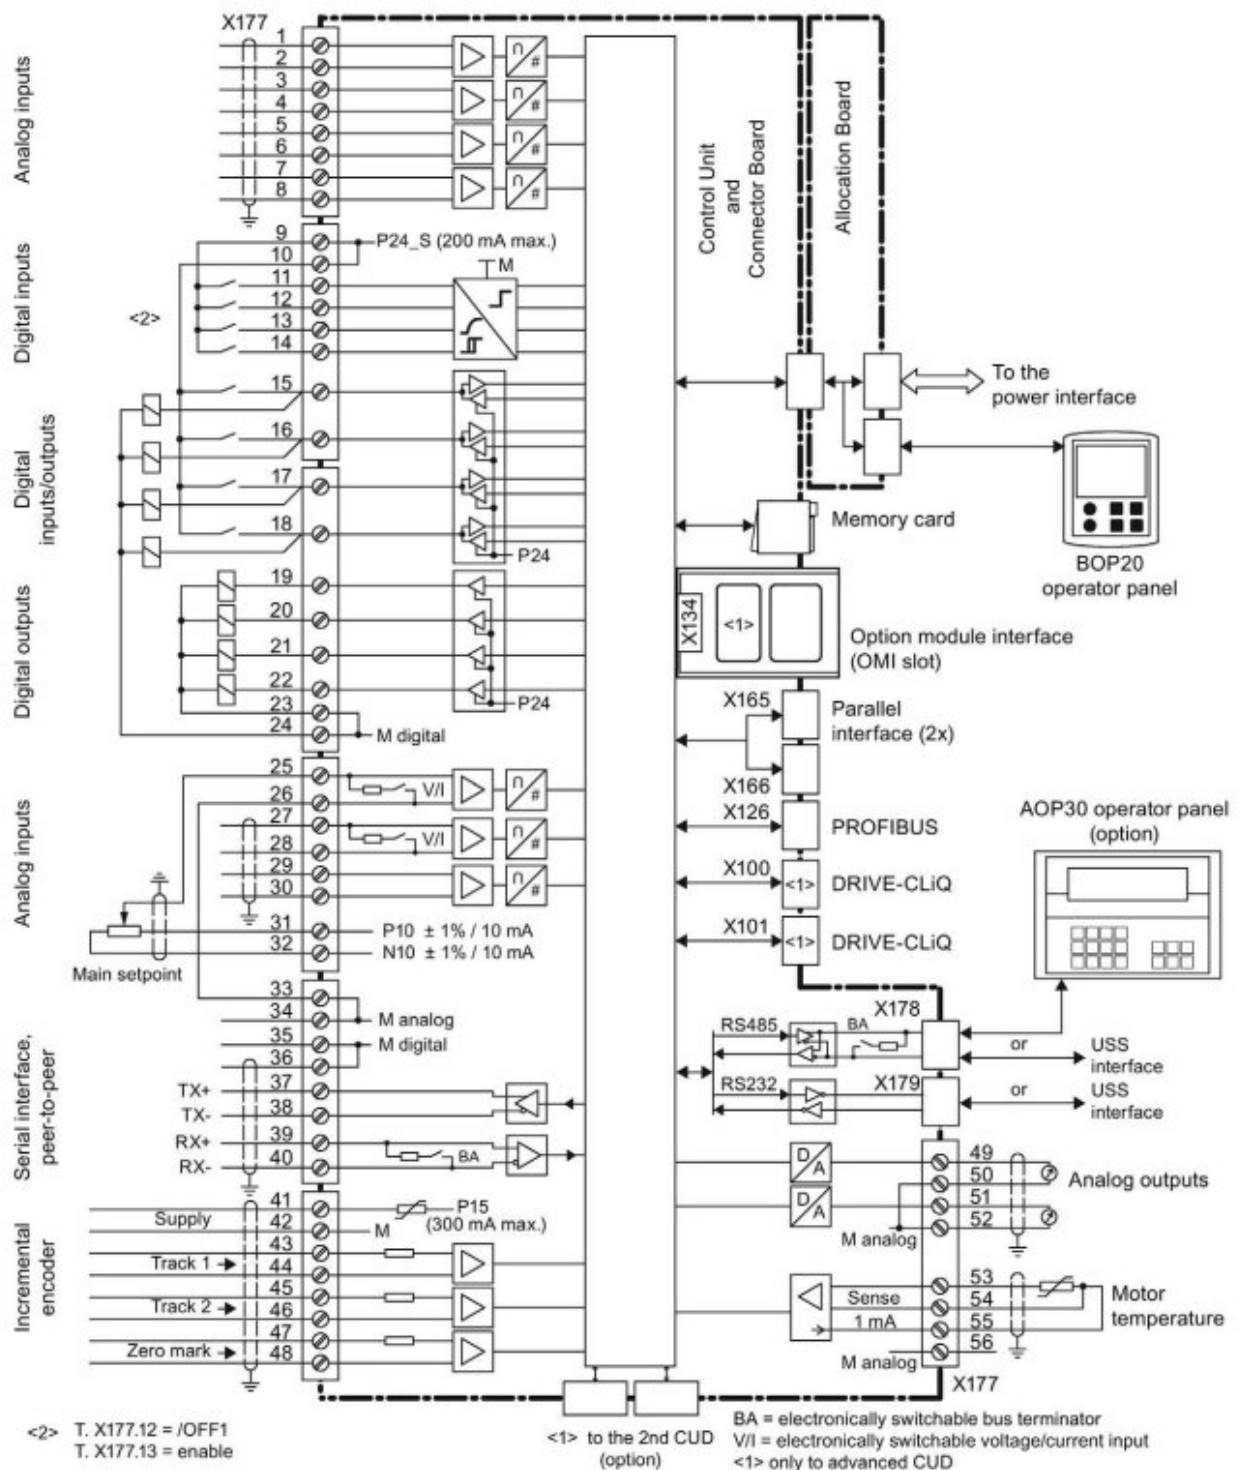 X177
Analog inputs
1
2
3
4
5
6
7
8
∩
#
∩
#
∩
#
∩
#
Digital inputs
9
10
11
12
13
14
P24_S (200 mA max.)
M
<2>
Digital
inputs/outputs
15
16
17
18
P24
Digital outputs
19
20
21
22
23
24
P24
M digital
Analog inputs
25
26
27
28
29
30
31
32
V/I
V/I
∩
#
∩
#
∩
#
P10 ± 1% / 10 mA
N10 ± 1% / 10 mA
Main setpoint
33
34
35
36
M analog
M digital
Serial interface,
peer-to-peer
TX+ 37
TX- 38
RX+ 39
RX- 40
BA
Incremental
encoder
41
42
43
44
45
46
47
48
Supply
Track 1
Track 2
Zero mark
P15
(300 mA max.)
M
Control Unit
and
Connector Board
Allocation Board
To the
power interface
BOP20
operator panel
Memory card
X134
<1>
Option module interface
(OMI slot)
X165
Parallel
interface (2x)
X166
X126
PROFIBUS
X100
<1>
DRIVE-CLiQ
X101
<1>
DRIVE-CLiQ
AOP30 operator panel
(option)
RS485
BA
X178
or
USS
interface
RS232
X179
or
USS
interface
D
A
D
A
49
50
51
52
Analog outputs
M analog
53
54
55
56
Sense
1 mA
Motor
temperature
M analog
X177
<2> T. X177.12 = /OFF1
T. X177.13 = enable
<1> to the 2nd CUD
(option)
BA = electronically switchable bus terminator
V/I = electronically switchable voltage/current input
<1> only to advanced CUD